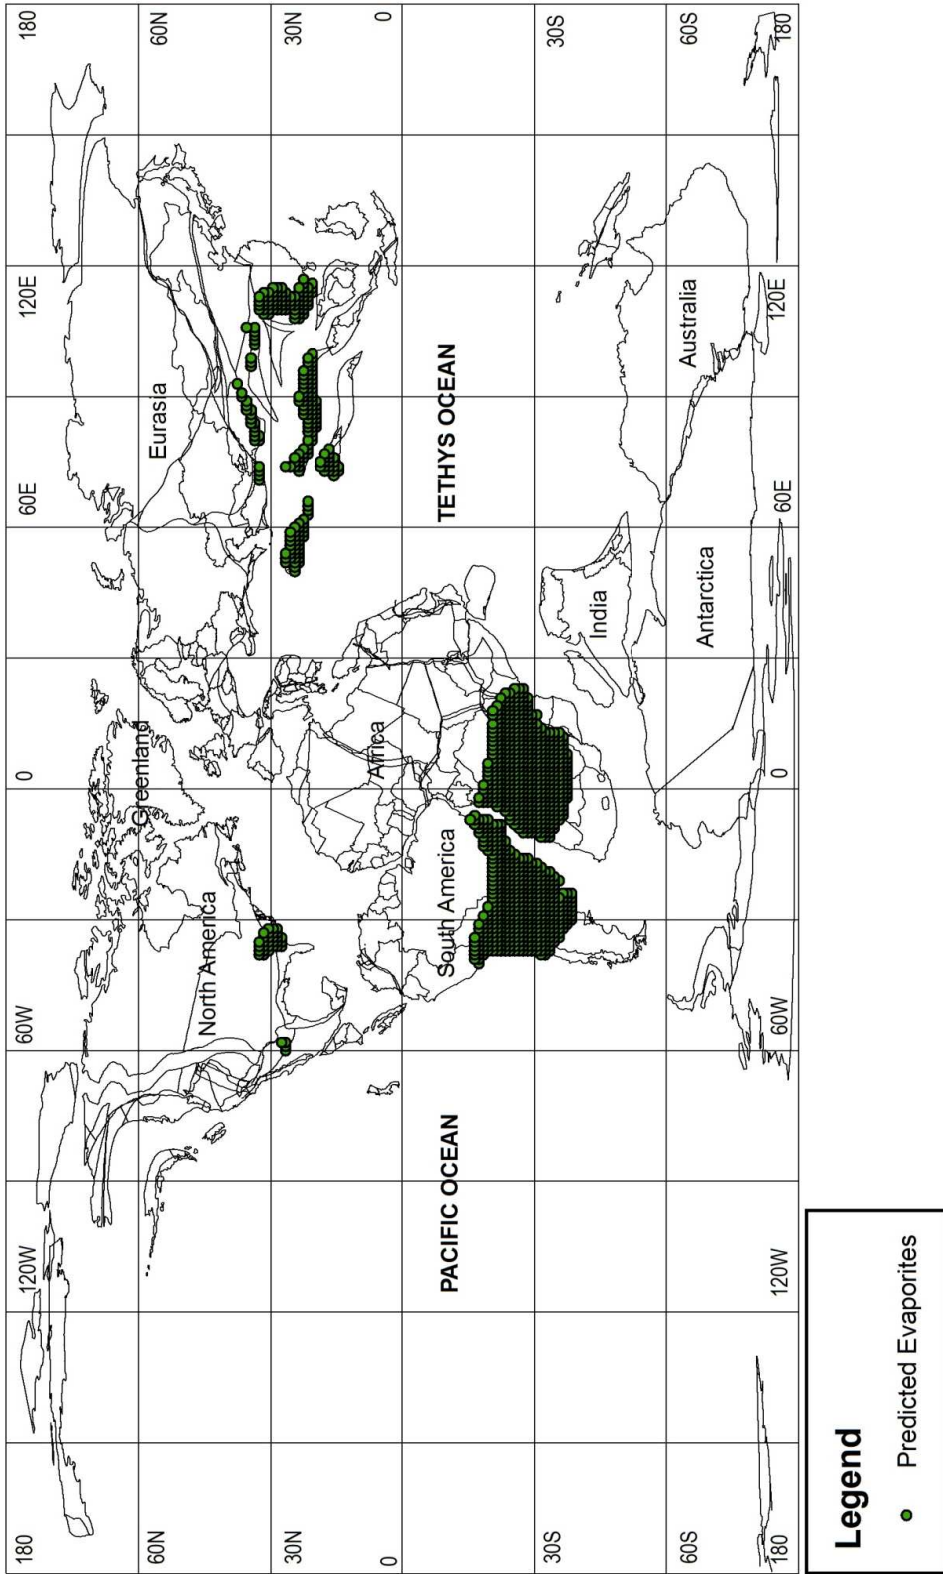 180 120W 60W 0 60E 120E 180
Greenland
60N Eurasia 60N
North America
30N 30N
Africa
0 0
PACIFIC OCEAN South America TETHYS OCEAN
30S 30S
India
60S Australia 60S
Antarctica
180 120W 60W 0 60E 120E 180
Legend
Predicted Evaporites